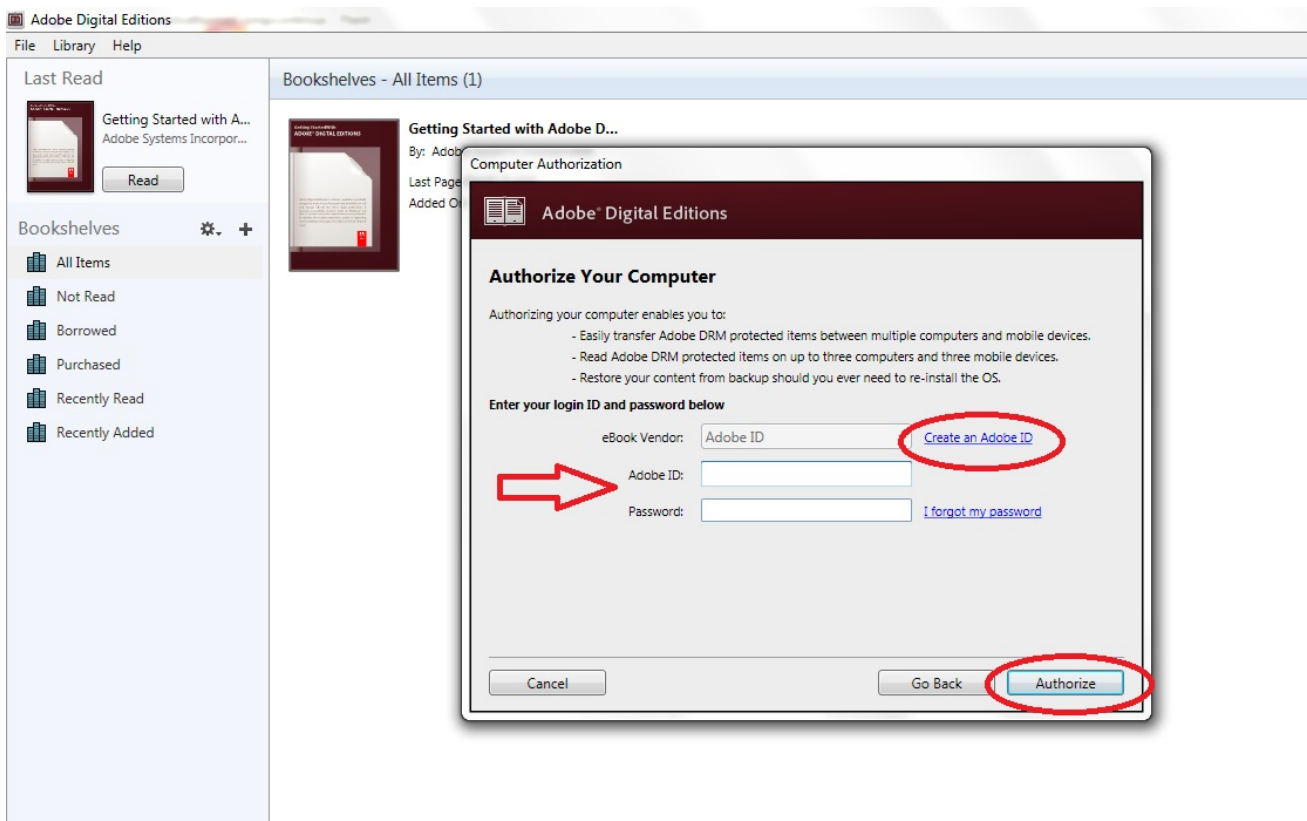 Adobe Digital Editions
File Library Help
Last Read
Getting Started with A...
Adobe Systems Incorpor...
Read
Bookshelves
All Items
Not Read
Borrowed
Purchased
Recently Read
Recently Added
Bookshelves - All Items (1)
ADOBE® DIGITAL EDITIONS
Getting Started with Adobe D...
By: Adob
Last Page
Added O
Computer Authorization
Adobe® Digital Editions
Authorize Your Computer
Authorizing your computer enables you to:
- Easily transfer Adobe DRM protected items between multiple computers and mobile devices.
- Read Adobe DRM protected items on up to three computers and three mobile devices.
- Restore your content from backup should you ever need to re-install the OS.
Enter your login ID and password below
eBook Vendor: Adobe ID Create an Adobe ID
Adobe ID:
Password: I forgot my password
Cancel Go Back Authorize